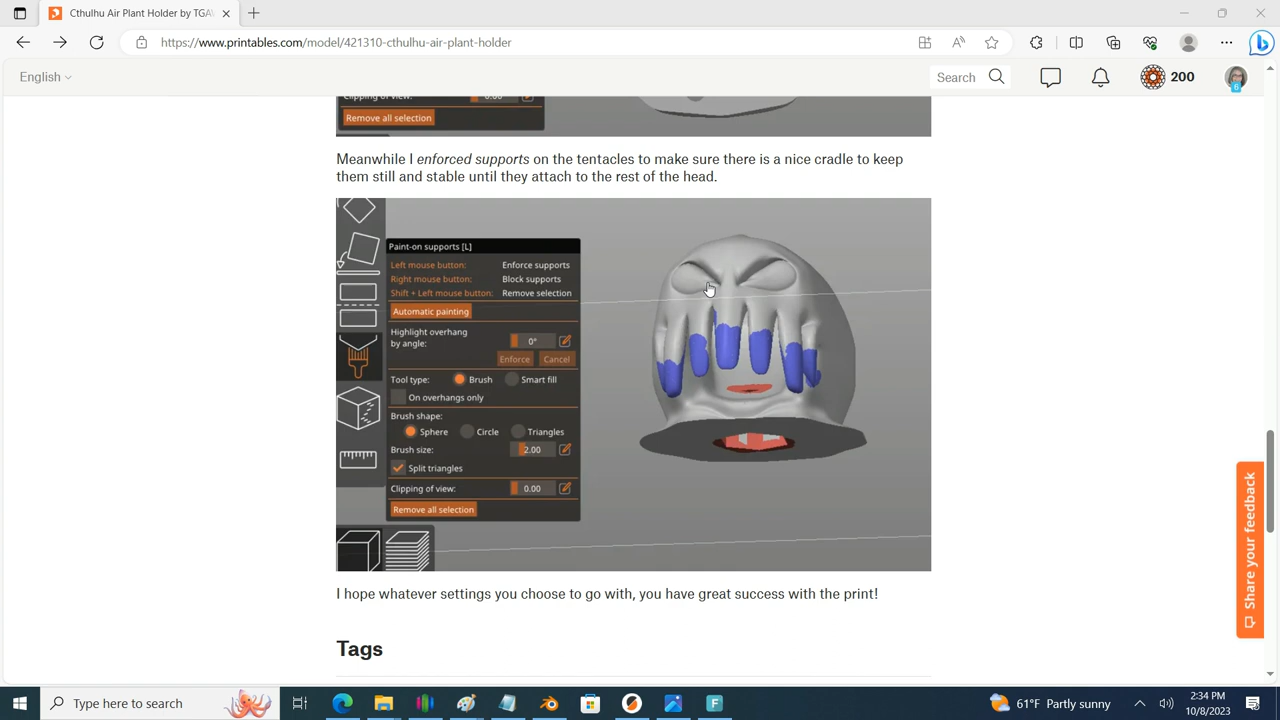 Cthulhu Air Plant Holder by TGA
https://www.printables.com/model/421310-cthulhu-air-plant-holder
English
Search
200
6
Clipping of view: 0.00
Remove all selection
Meanwhile I enforced supports on the tentacles to make sure there is a nice cradle to keep
them still and stable until they attach to the rest of the head.
Paint-on supports [L]
Left mouse button: Enforce supports
Right mouse button: Block supports
Shift + Left mouse button: Remove selection
Automatic painting
Highlight overhang
by angle: 0°
Enforce Cancel
Tool type: Brush Smart fill
On overhangs only
Brush shape:
Sphere Circle Triangles
Brush size: 2.00
Split triangles
Clipping of view: 0.00
Remove all selection
I hope whatever settings you choose to go with, you have great success with the print!
Tags
Share your feedback
Type here to search
61°F Partly sunny
2:34 PM
10/8/2023